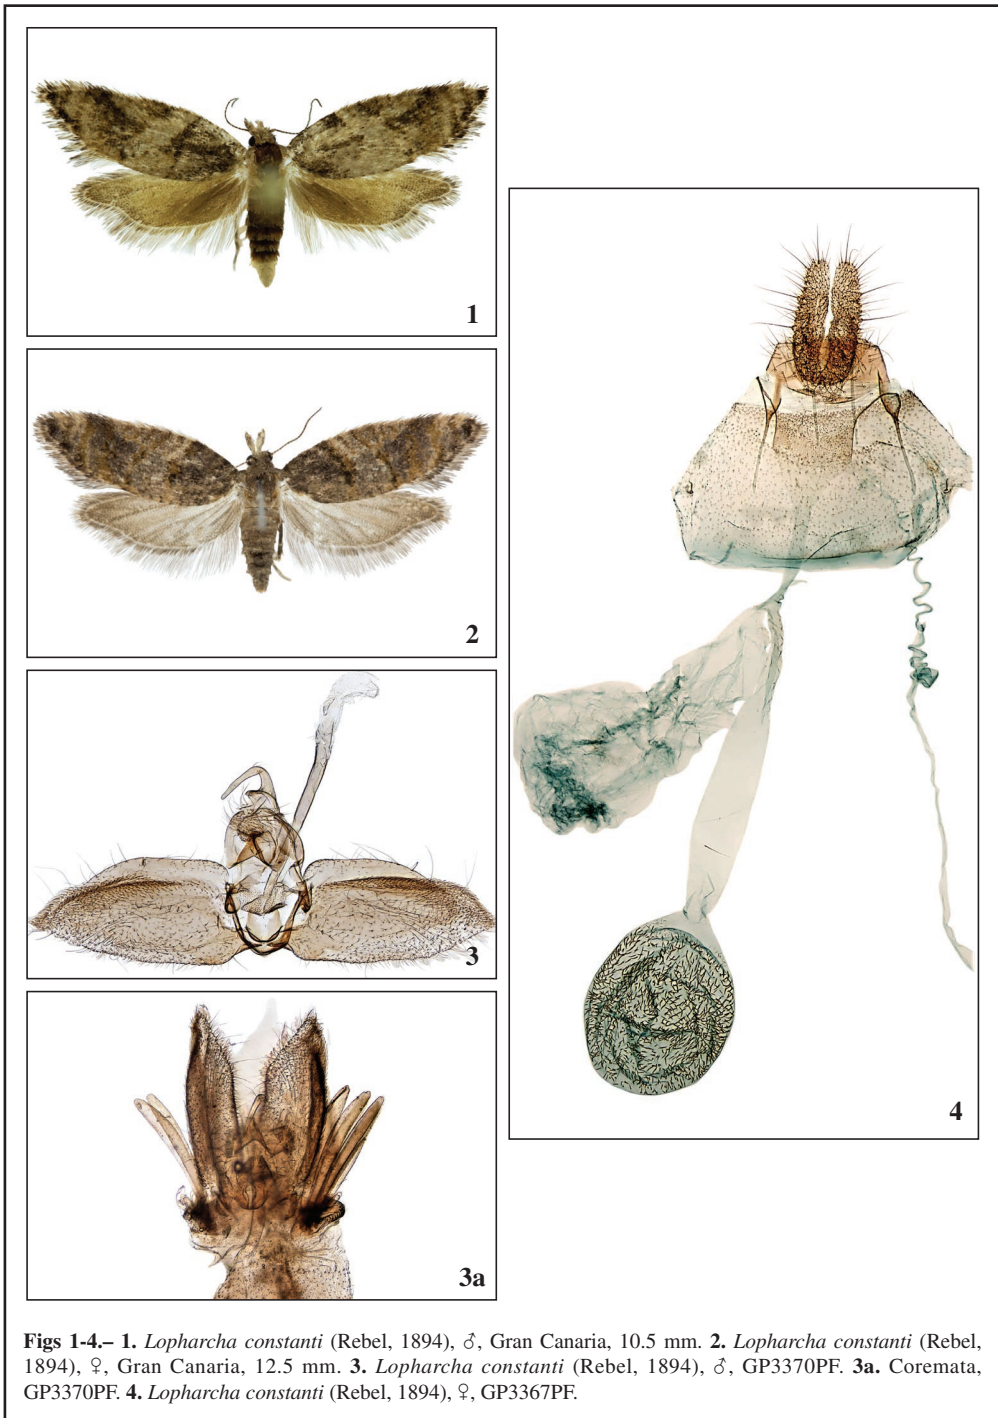 1
2
3
3a
4
Figs 1-4.– 1. Lopharcha constanti (Rebel, 1894), ♂, Gran Canaria, 10.5 mm. 2. Lopharcha constanti (Rebel,
1894), ♀, Gran Canaria, 12.5 mm. 3. Lopharcha constanti (Rebel, 1894), ♂, GP3370PF. 3a. Coremata,
GP3370PF. 4. Lopharcha constanti (Rebel, 1894), ♀, GP3367PF.